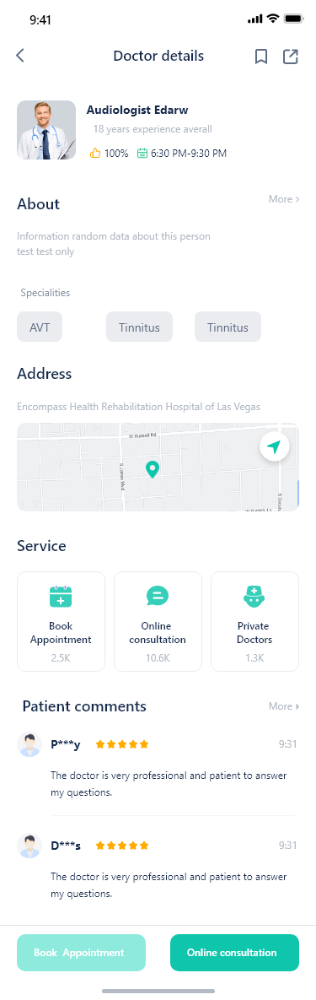 9:41
Doctor details
Audiologist Edarw
18 years experience averall
100% 6:30 PM-9:30 PM
About
More
Information random data about this person
test test only
Specialities
AVT Tinnitus Tinnitus
Address
Encompass Health Rehabilitation Hospital of Las Vegas
W Russell Rd
S Jones Blvd
Service
Book
Appointment
2.5K
Online
consultation
10.6K
Private
Doctors
1.3K
Patient comments
More
P***y 9:31
The doctor is very professional and patient to answer
my questions.
D***s 9:31
The doctor is very professional and patient to answer
my questions.
Book Appointment
Online consultation